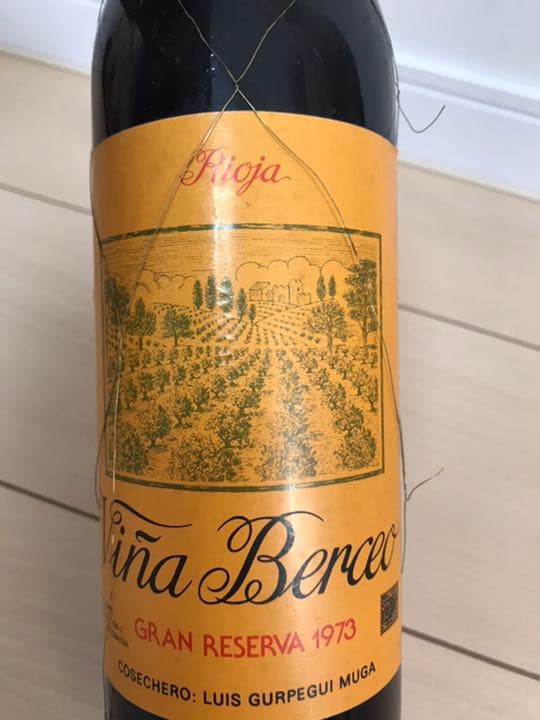 Rioja
Viña Berceo
GRAN RESERVA 1973
COSECHERO: LUIS GURPEGUI MUGA